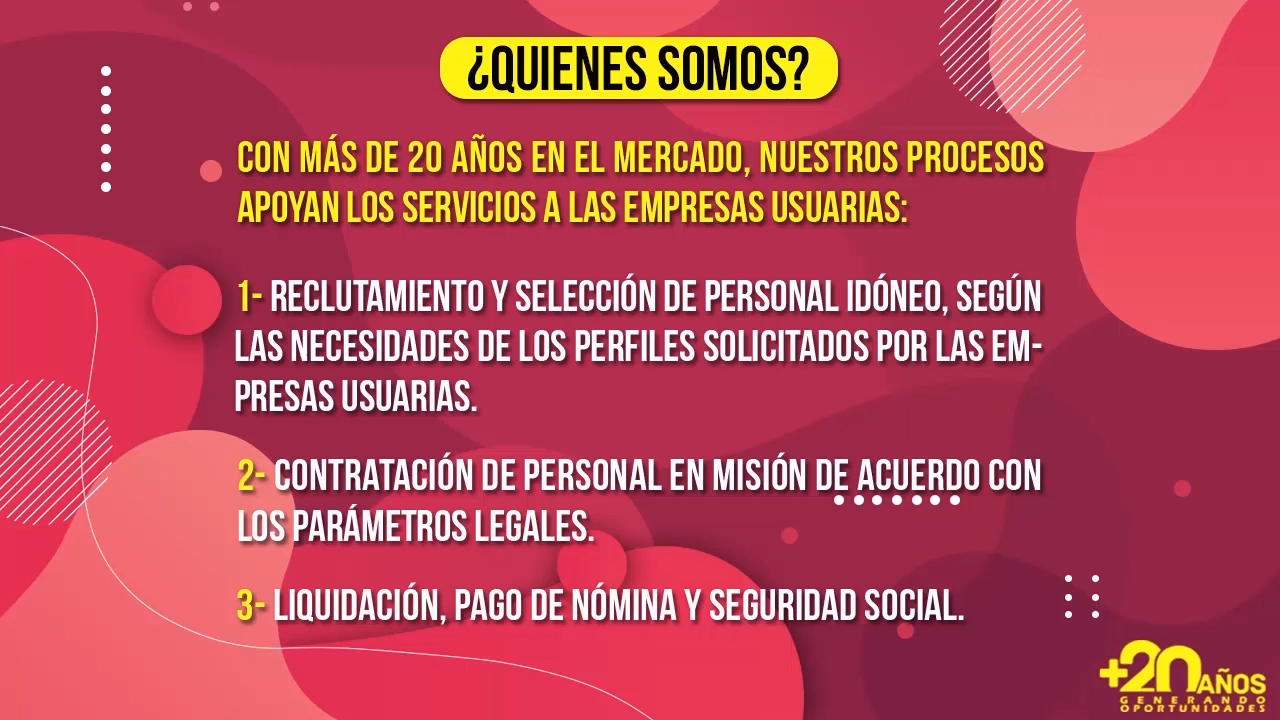 ¿QUIENES SOMOS?
CON MÁS DE 20 AÑOS EN EL MERCADO, NUESTROS PROCESOS
APOYAN LOS SERVICIOS A LAS EMPRESAS USUARIAS:
1- RECLUTAMIENTO Y SELECCIÓN DE PERSONAL IDÓNEO, SEGÚN
LAS NECESIDADES DE LOS PERFILES SOLICITADOS POR LAS EM-
PRESAS USUARIAS.
2- CONTRATACIÓN DE PERSONAL EN MISIÓN DE ACUERDO CON
LOS PARÁMETROS LEGALES.
3- LIQUIDACIÓN, PAGO DE NÓMINA Y SEGURIDAD SOCIAL.
+20 AÑOS
GENERANDO
OPORTUNIDADES